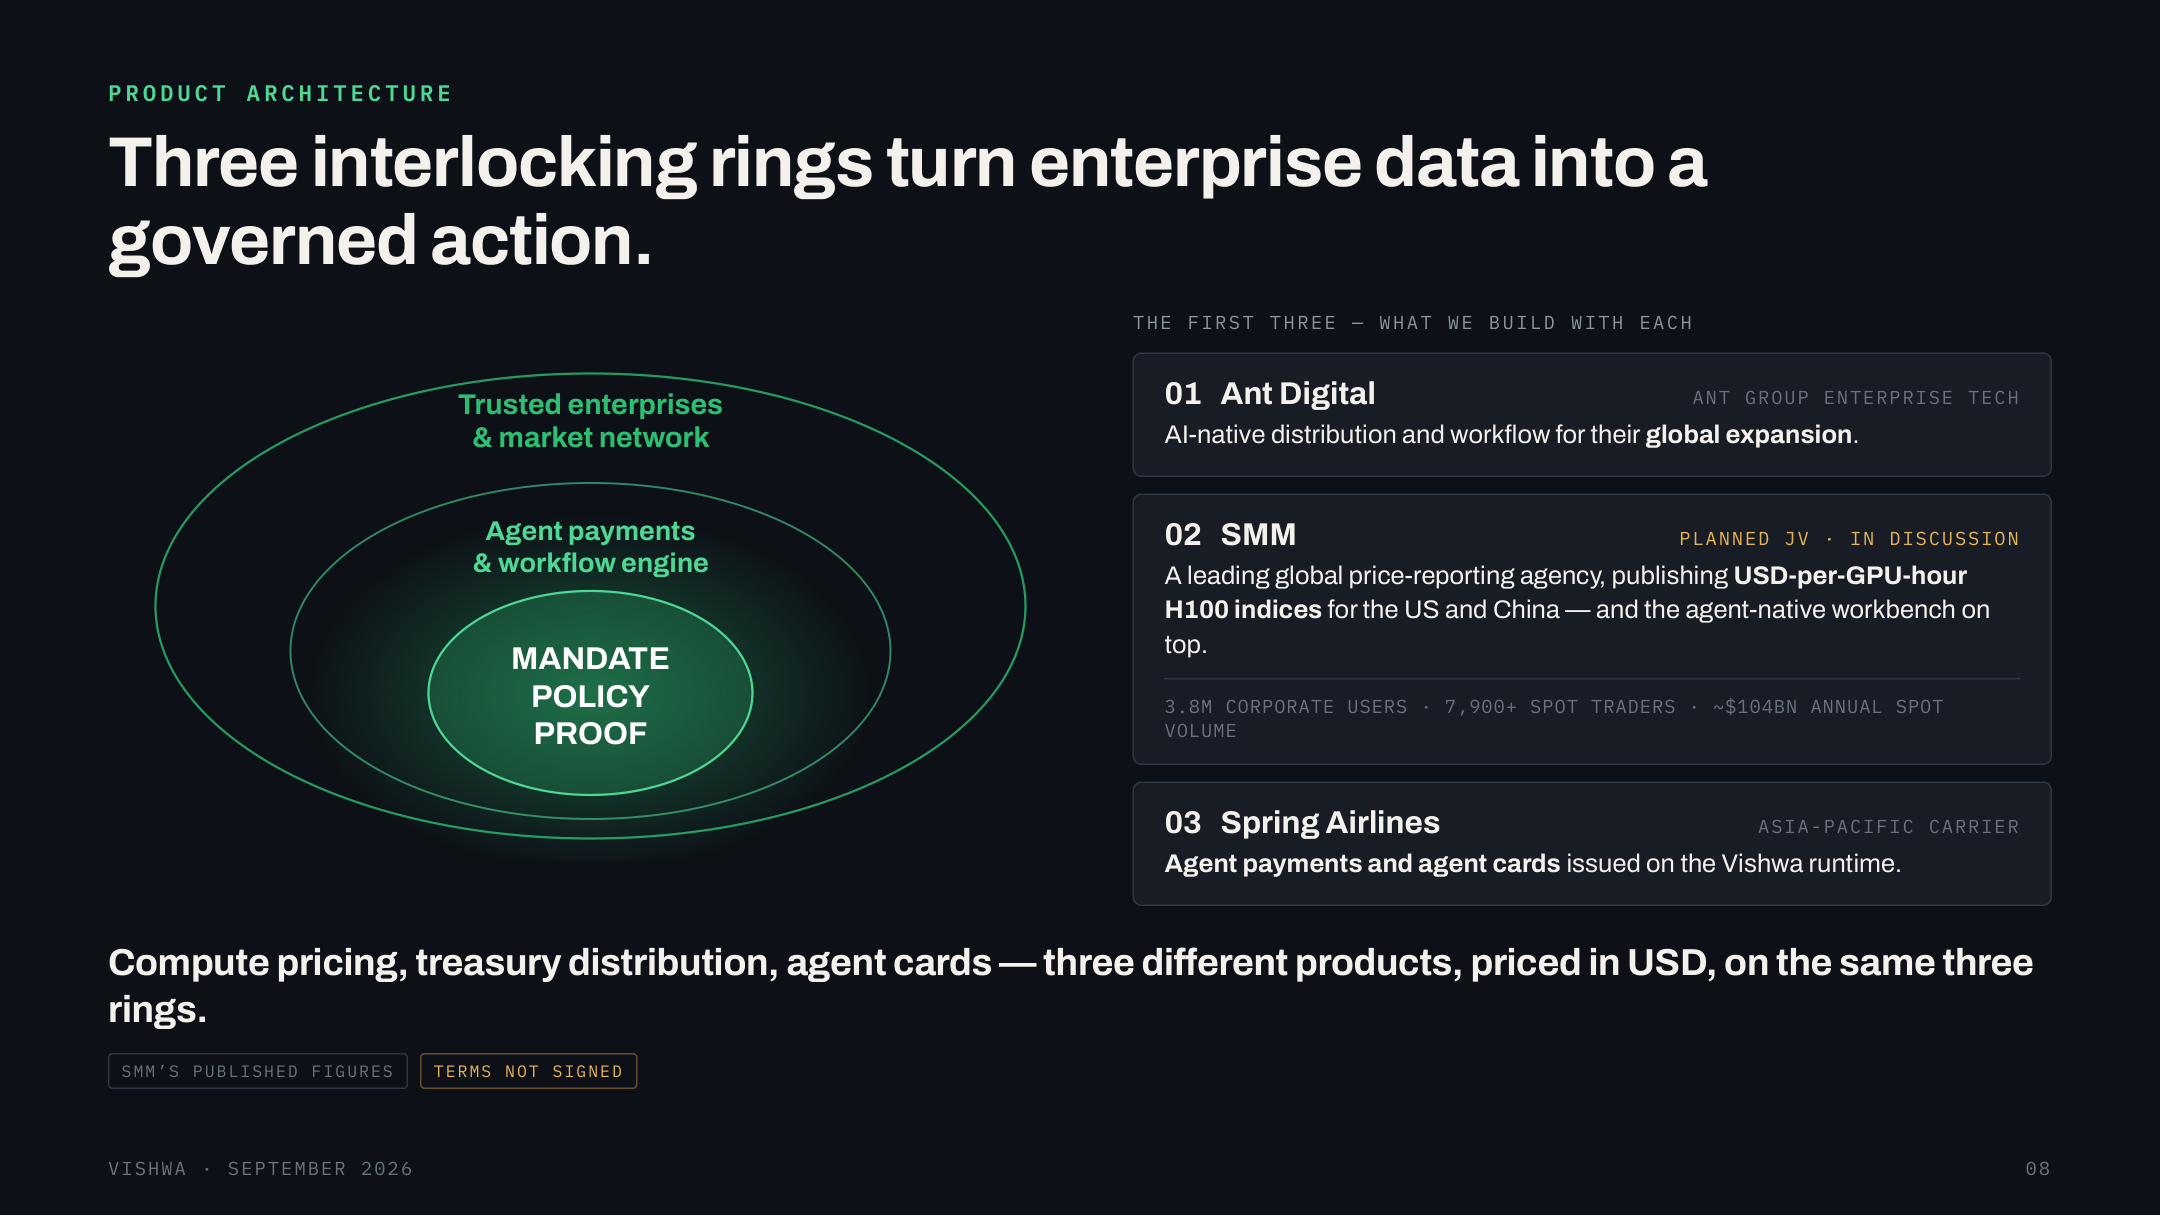 PRODUCT ARCHITECTURE
Three interlocking rings turn enterprise data into a
governed action.
Trusted enterprises
& market network
Agent payments
& workflow engine
MANDATE
POLICY
PROOF
THE FIRST THREE — WHAT WE BUILD WITH EACH
01 Ant Digital
ANT GROUP ENTERPRISE TECH
AI-native distribution and workflow for their global expansion.
02 SMM
PLANNED JV · IN DISCUSSION
A leading global price-reporting agency, publishing USD-per-GPU-hour
H100 indices for the US and China — and the agent-native workbench on
top.
3.8M CORPORATE USERS · 7,900+ SPOT TRADERS · ~$104BN ANNUAL SPOT
VOLUME
03 Spring Airlines
ASIA-PACIFIC CARRIER
Agent payments and agent cards issued on the Vishwa runtime.
Compute pricing, treasury distribution, agent cards — three different products, priced in USD, on the same three
rings.
SMM’S PUBLISHED FIGURES
TERMS NOT SIGNED
VISHWA · SEPTEMBER 2026
08